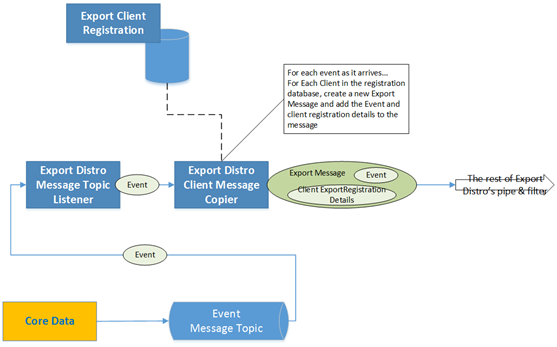 Export Client
Registration
For each event as it arrives...
For Each Client in the registration
database, create a new Export
Message and add the Event and
client registration details to the
message
Export Distro
Message Topic
Listener
Event
Export Distro
Client Message
Copier
Export Message
Event
Client ExportRegistration
Details
The rest of Export
Distro's pipe & filter
Event
Core Data
Event
Message Topic